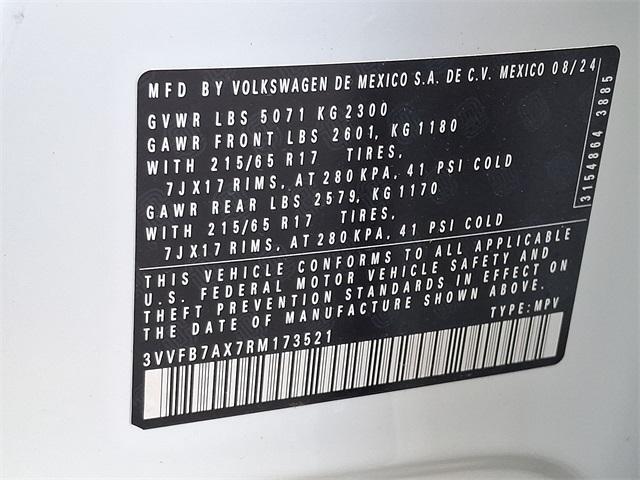 MFD BY VOLKSWAGEN DE MEXICO S.A. DE C.V. MEXICO 08/24
GVWR LBS 5071 KG 2300
GAWR FRONT LBS 2601, KG 1180
WITH 215/65 R17 TIRES,
7JX17 RIMS, AT 280 KPA, 41 PSI COLD
GAWR REAR LBS 2579, KG 1170
WITH 215/65 R17 TIRES,
7JX17 RIMS, AT 280 KPA, 41 PSI COLD
3154864 3885
THIS VEHICLE CONFORMS TO ALL APPLICABLE
U.S. FEDERAL MOTOR VEHICLE SAFETY AND
THEFT PREVENTION STANDARDS IN EFFECT ON
THE DATE OF MANUFACTURE SHOWN ABOVE.
3VVFB7AX7RM173521 TYPE: MPV